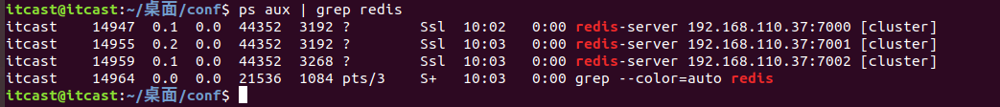 itcast@itcast:~/桌面/conf$ ps aux | grep redis
itcast    14947  0.1  0.0  44352  3192 ?        Ssl  10:02   0:00 redis-server 192.168.110.37:7000 [cluster]
itcast    14955  0.2  0.0  44352  3192 ?        Ssl  10:03   0:00 redis-server 192.168.110.37:7001 [cluster]
itcast    14959  0.1  0.0  44352  3268 ?        Ssl  10:03   0:00 redis-server 192.168.110.37:7002 [cluster]
itcast    14964  0.0  0.0  21536  1084 pts/3    S+   10:03   0:00 grep --color=auto redis
itcast@itcast:~/桌面/conf$